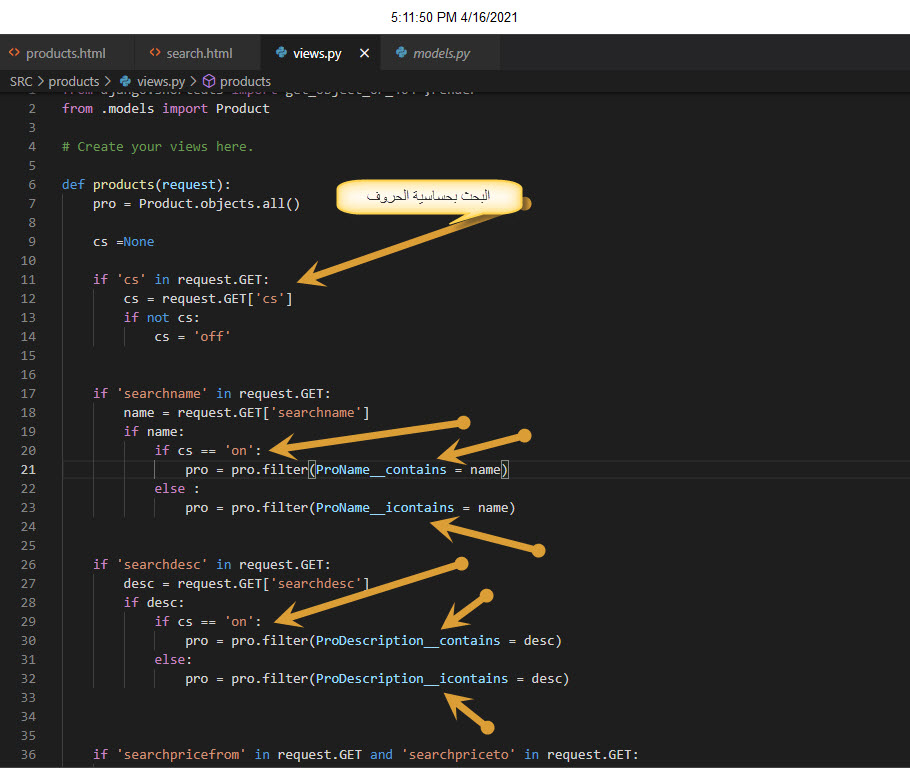 5:11:50 PM 4/16/2021
products.html
search.html
views.py ✕
models.py
SRC > products > views.py > products
2 from .models import Product
3
4 # Create your views here.
5
6 def products(request):
البحث بحساسية الحروف
7 pro = Product.objects.all()
8
9 cs =None
10
11 if 'cs' in request.GET:
12 cs = request.GET['cs']
13 if not cs:
14 cs = 'off'
15
16
17 if 'searchname' in request.GET:
18 name = request.GET['searchname']
19 if name:
20 if cs == 'on':
21 pro = pro.filter(ProName__contains = name)
22 else :
23 pro = pro.filter(ProName__icontains = name)
24
25
26 if 'searchdesc' in request.GET:
27 desc = request.GET['searchdesc']
28 if desc:
29 if cs == 'on':
30 pro = pro.filter(ProDescription__contains = desc)
31 else:
32 pro = pro.filter(ProDescription__icontains = desc)
33
34
35
36 if 'searchpricefrom' in request.GET and 'searchpriceto' in request.GET: